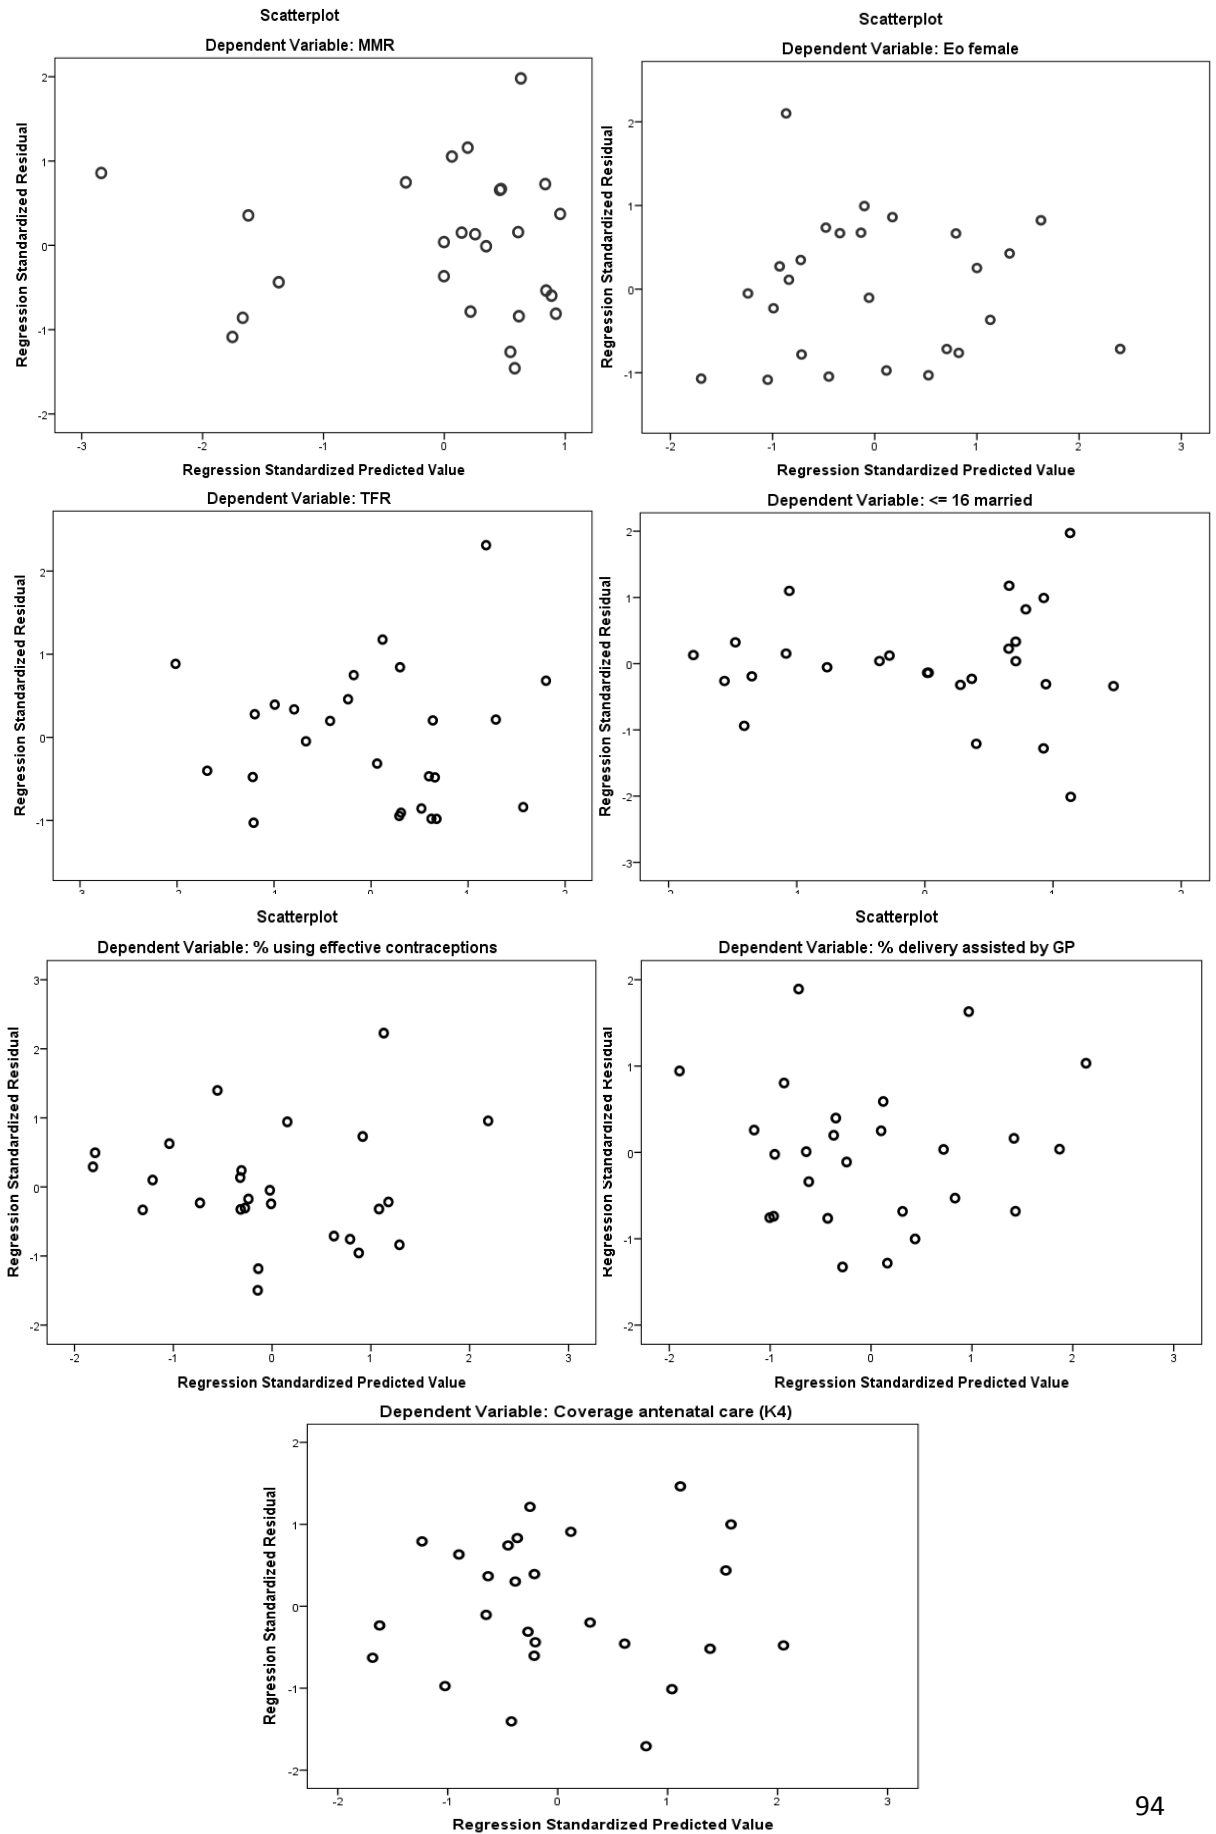 Scatterplot
Dependent Variable: MMR
Regression Standardized Residual
2
1
0
-1
-2
-3 -2 -1 0 1
Regression Standardized Predicted Value
Scatterplot
Dependent Variable: Eo female
Regression Standardized Residual
2
1
0
-1
-2 -1 0 1 2 3
Regression Standardized Predicted Value
Dependent Variable: TFR
Regression Standardized Residual
2
1
0
-1
Dependent Variable: <= 16 married
Regression Standardized Residual
2
1
0
-1
-2
-3
Scatterplot
Dependent Variable: % using effective contraceptions
Regression Standardized Residual
3
2
1
0
-1
-2
-2 -1 0 1 2 3
Regression Standardized Predicted Value
Scatterplot
Dependent Variable: % delivery assisted by GP
Regression Standardized Residual
2
1
0
-1
-2
-2 -1 0 1 2 3
Regression Standardized Predicted Value
Dependent Variable: Coverage antenatal care (K4)
Regression Standardized Residual
2
1
0
-1
-2
-2 -1 0 1 2 3
Regression Standardized Predicted Value
94